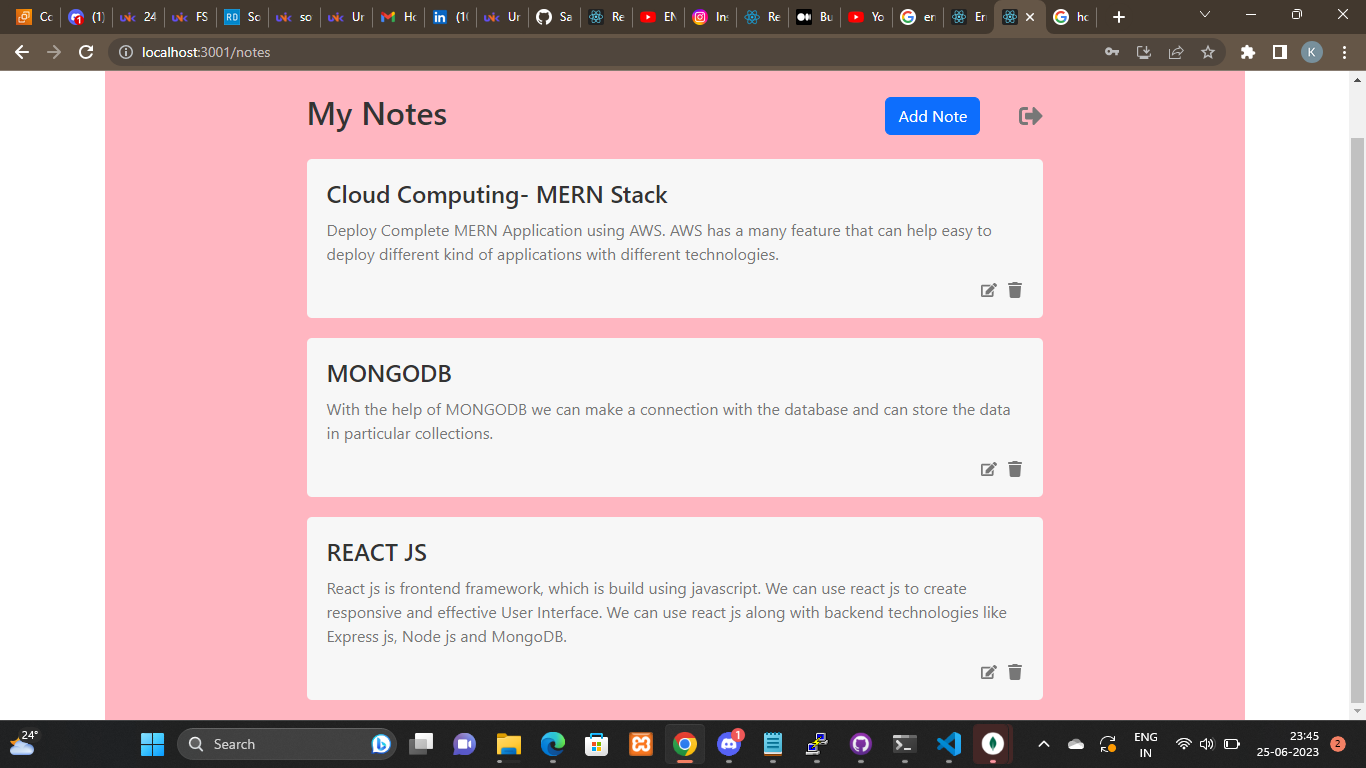 Cc
(1)
24
FS
RD
So
so
Ur
Ho
(10
Ur
Sa
Re
EN
Ins
Re
Bu
Yo
en
Er
hc
localhost:3001/notes
K
My Notes
Add Note
Cloud Computing- MERN Stack
Deploy Complete MERN Application using AWS. AWS has a many feature that can help easy to
deploy different kind of applications with different technologies.
MONGODB
With the help of MONGODB we can make a connection with the database and can store the data
in particular collections.
REACT JS
React js is frontend framework, which is build using javascript. We can use react js to create
responsive and effective User Interface. We can use react js along with backend technologies like
Express js, Node js and MongoDB.
24°
Search
1
ENG
IN
23:45
25-06-2023
2